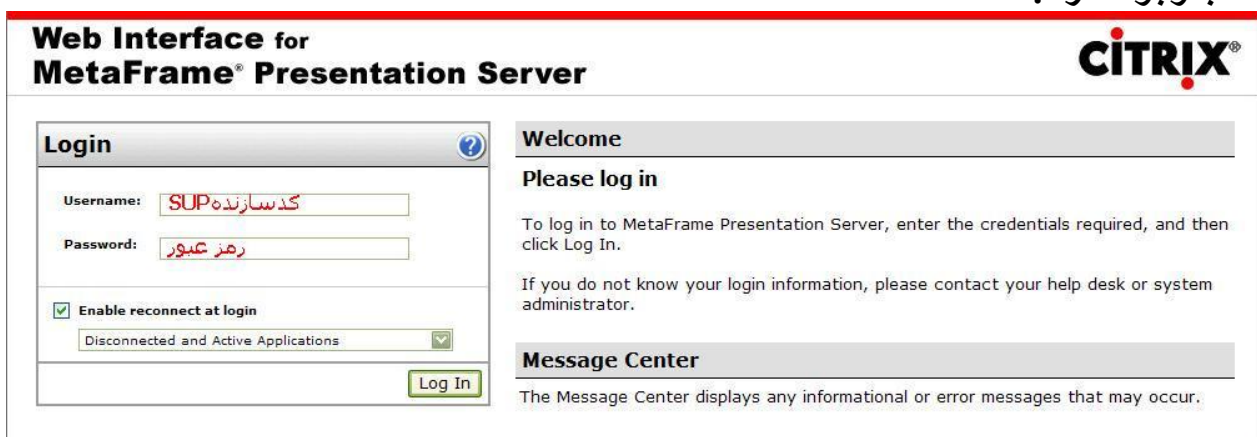 Web Interface for
MetaFrame® Presentation Server
CITRIX®
Login
Username: SUPکدسازنده
Password: رمز عبور
Enable reconnect at login
Disconnected and Active Applications
Log In
Welcome
Please log in
To log in to MetaFrame Presentation Server, enter the credentials required, and then
click Log In.
If you do not know your login information, please contact your help desk or system
administrator.
Message Center
The Message Center displays any informational or error messages that may occur.